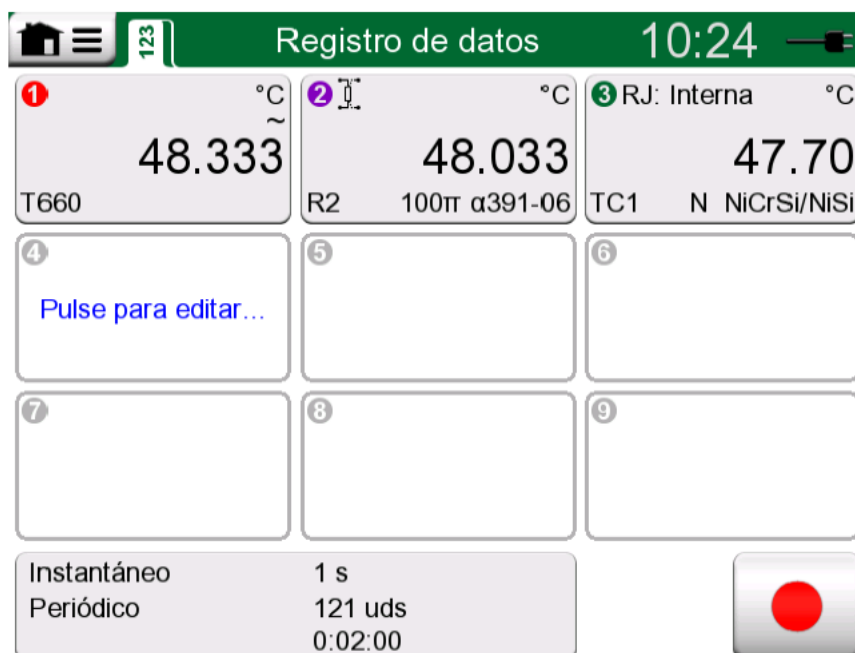 123 Registro de datos 10:24
1 °C
~
48.333
T660
2 °C
48.033
R2 100π α391-06
3 RJ: Interna °C
47.70
TC1 N NiCrSi/NiSi
4
Pulse para editar...
5
6
7
8
9
Instantáneo 1 s
Periódico 121 uds
0:02:00